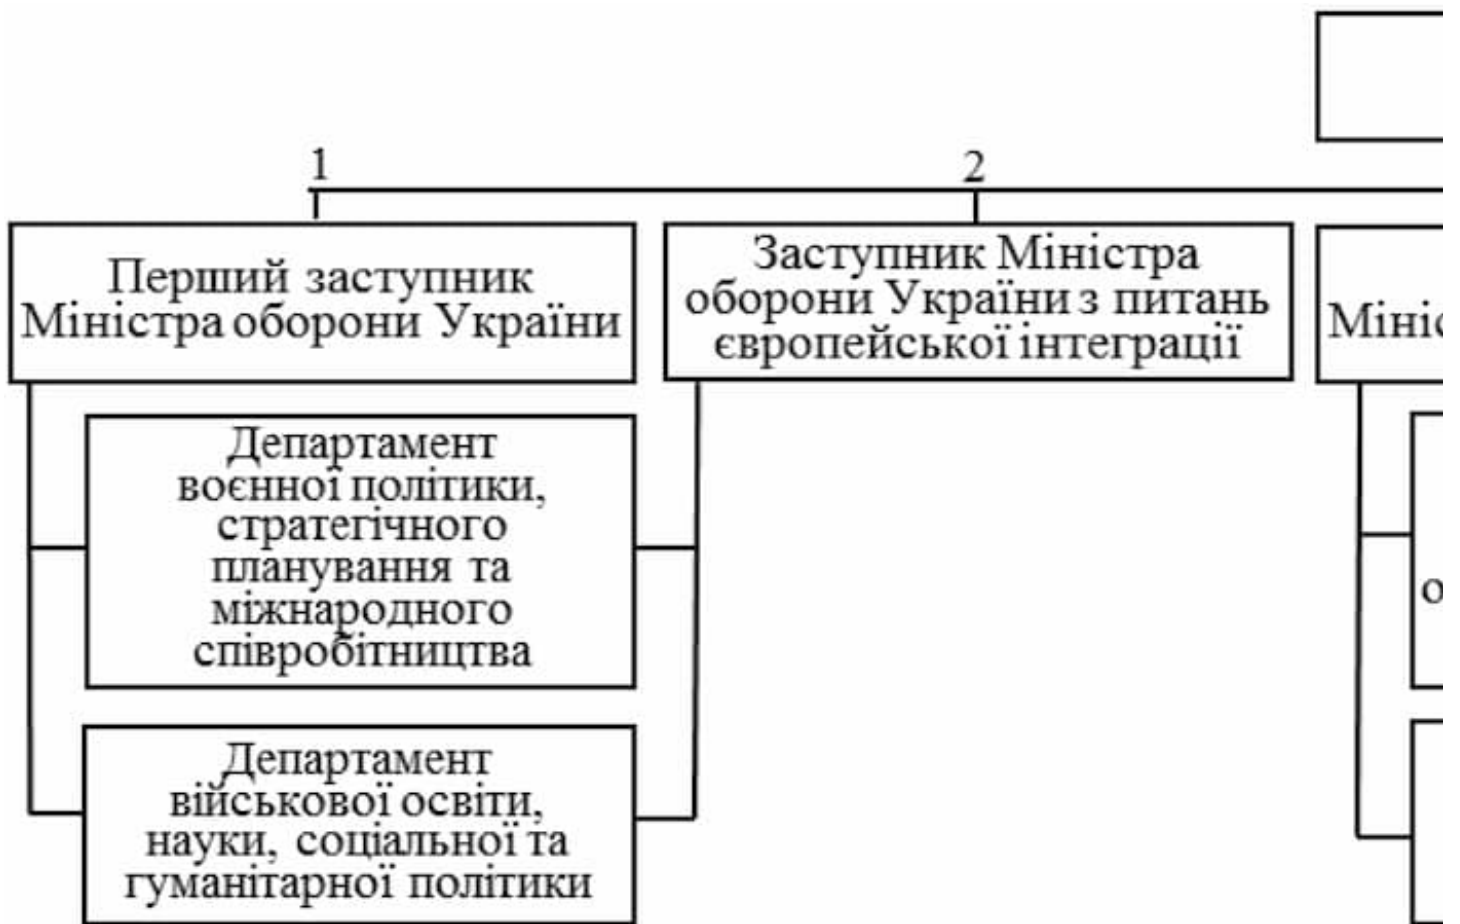 1
2
Перший заступник
Міністра оборони України
Заступник Міністра
оборони України з питань
європейської інтеграції
Департамент
воєнної політики,
стратегічного
планування та
міжнародного
співробітництва
Департамент
військової освіти,
науки, соціальної та
гуманітарної політики